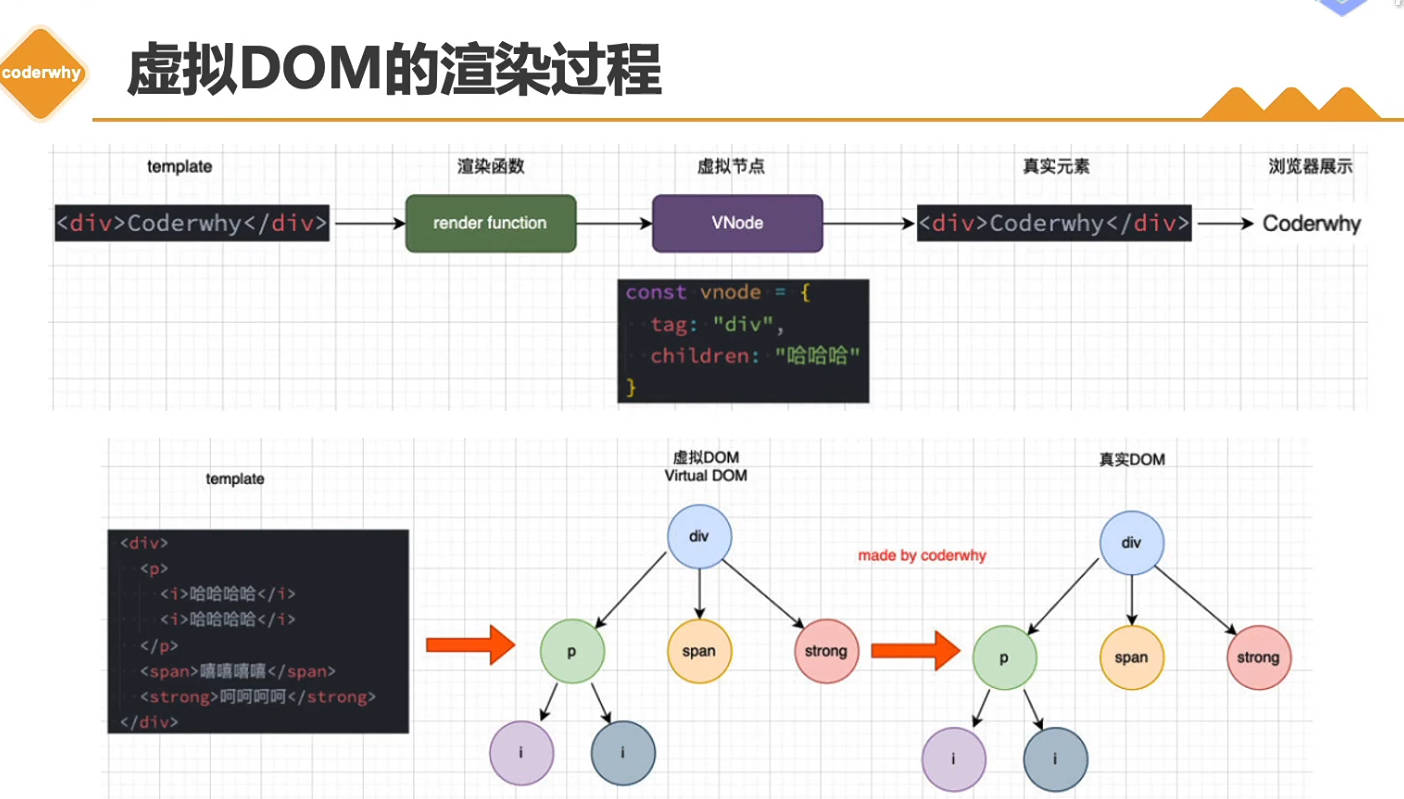 coderwhy
虚拟DOM的渲染过程
template
渲染函数
虚拟节点
真实元素
浏览器展示
<div>Coderwhy</div>
render function
VNode
<div>Coderwhy</div>
Coderwhy
const vnode = {
tag: "div",
children: "哈哈哈"
}
template
虚拟DOM
Virtual DOM
真实DOM
<div>
<p>
<i>哈哈哈哈</i>
<i>哈哈哈哈</i>
</p>
<span>嘻嘻嘻嘻</span>
<strong>呵呵呵呵</strong>
</div>
div
p
span
strong
i
i
made by coderwhy
div
p
span
strong
i
i